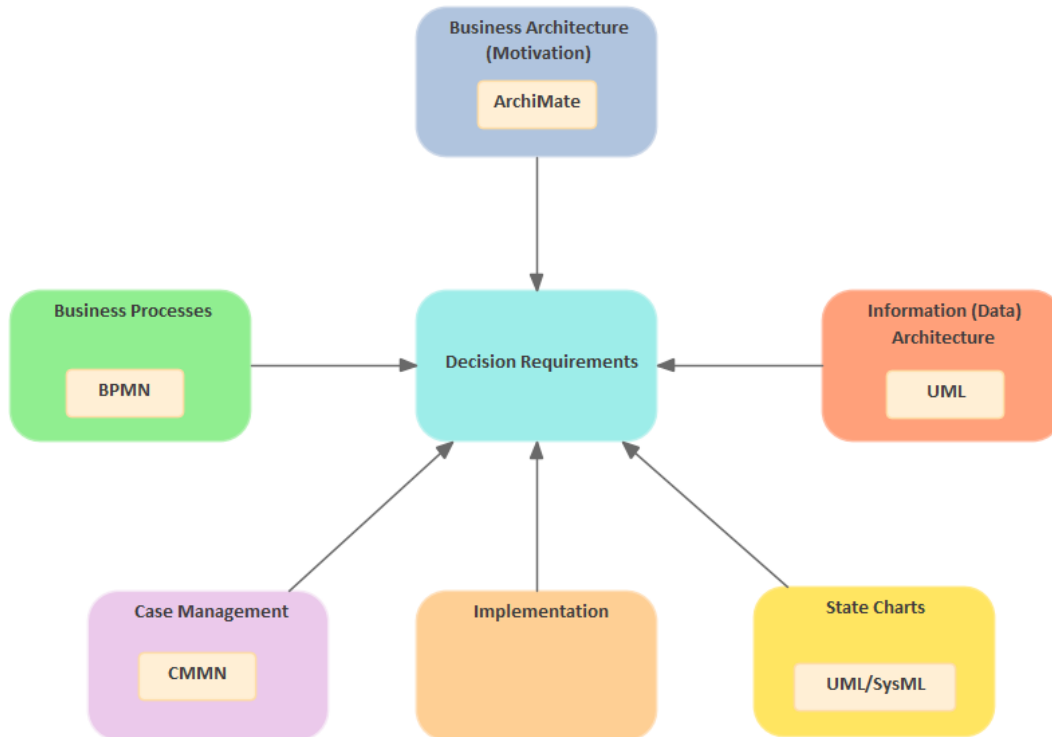 Business Architecture
(Motivation)
ArchiMate
Business Processes
BPMN
Decision Requirements
Information (Data)
Architecture
UML
Case Management
CMMN
Implementation
State Charts
UML/SysML